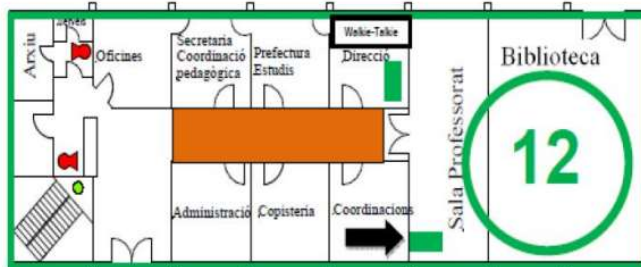 Arxiu
Oficines
Secretaria
Coordinació
pedagògica
Prefectura
Estudis
Walkie-Talkie
Direcció
Sala Professorat
Biblioteca
12
Administració
Copisteria
Coordinacions